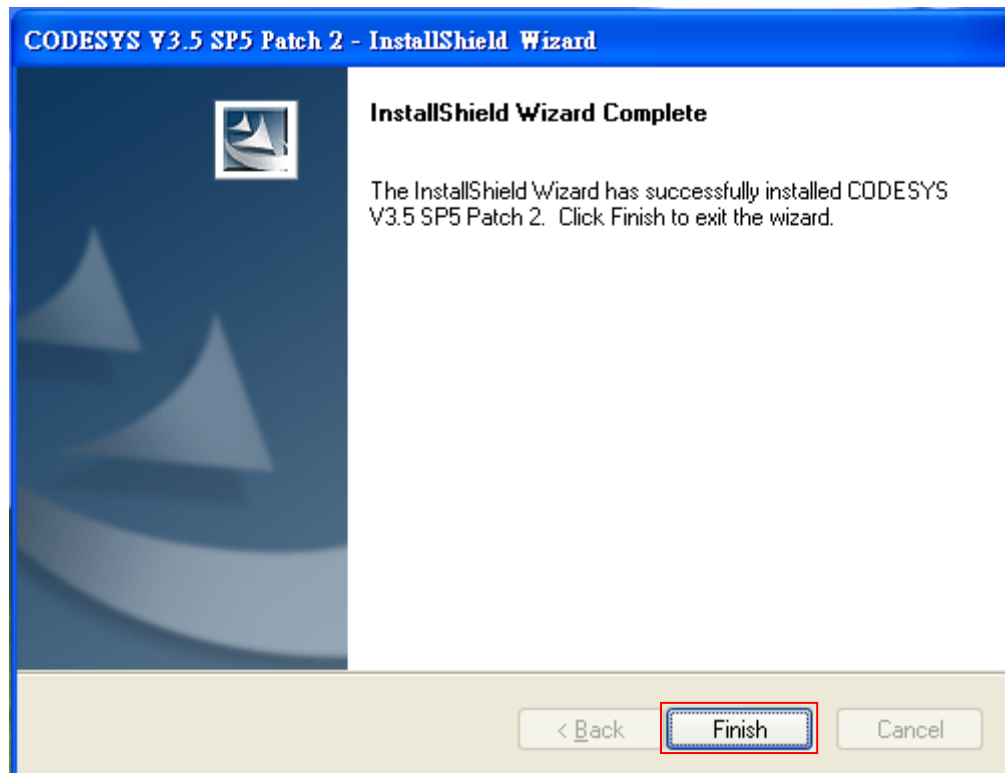 CODESYS V3.5 SP5 Patch 2 - InstallShield Wizard
InstallShield Wizard Complete
The InstallShield Wizard has successfully installed CODESYS
V3.5 SP5 Patch 2. Click Finish to exit the wizard.
< Back Finish Cancel